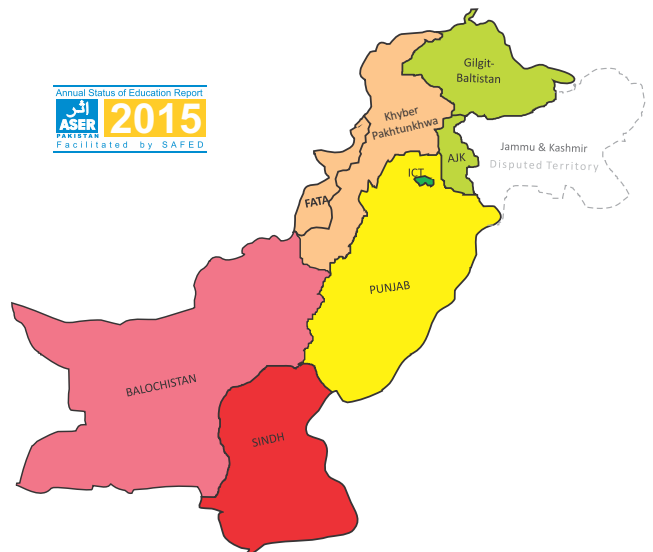 Annual Status of Education Report
اثر
ASER
PAKISTAN
2015
Facilitated by SAFED
Gilgit-
Baltistan
Khyber
Pakhtunkhwa
Jammu & Kashmir
Disputed Territory
AJK
ICT
FATA
PUNJAB
BALOCHISTAN
SINDH